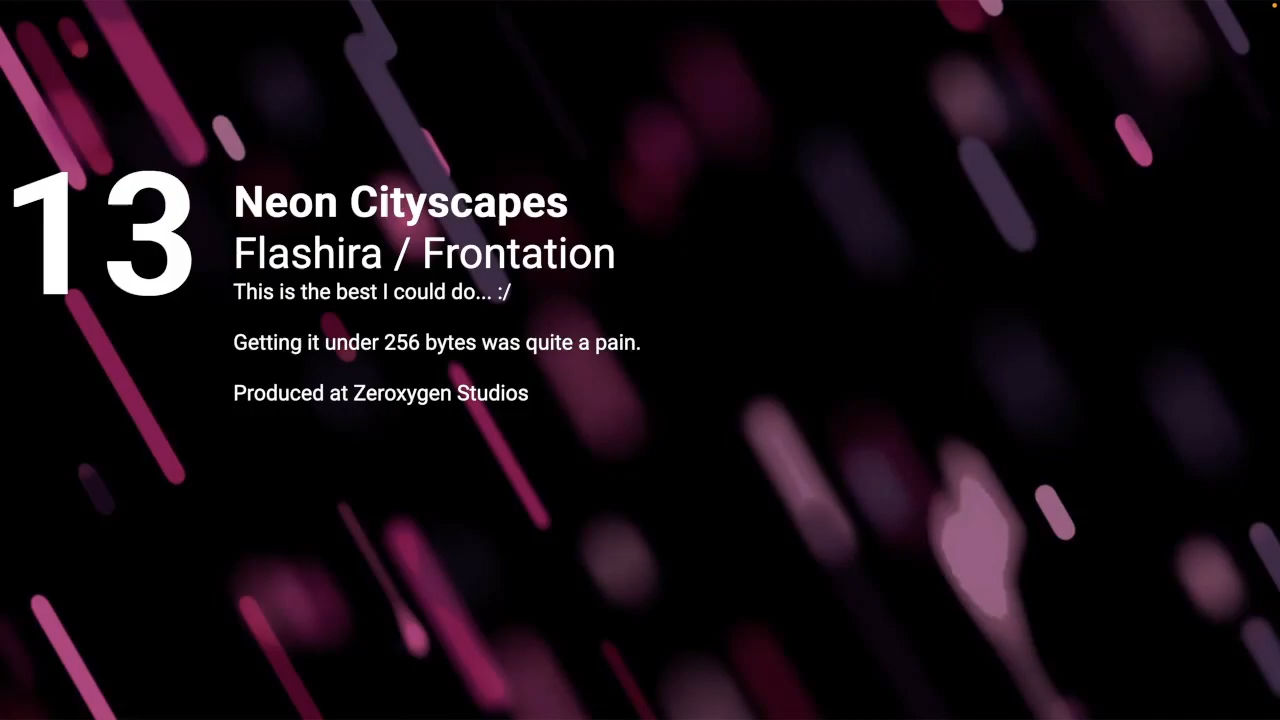 13
Neon Cityscapes
Flashira / Frontation
This is the best I could do... :/
Getting it under 256 bytes was quite a pain.
Produced at Zeroxygen Studios